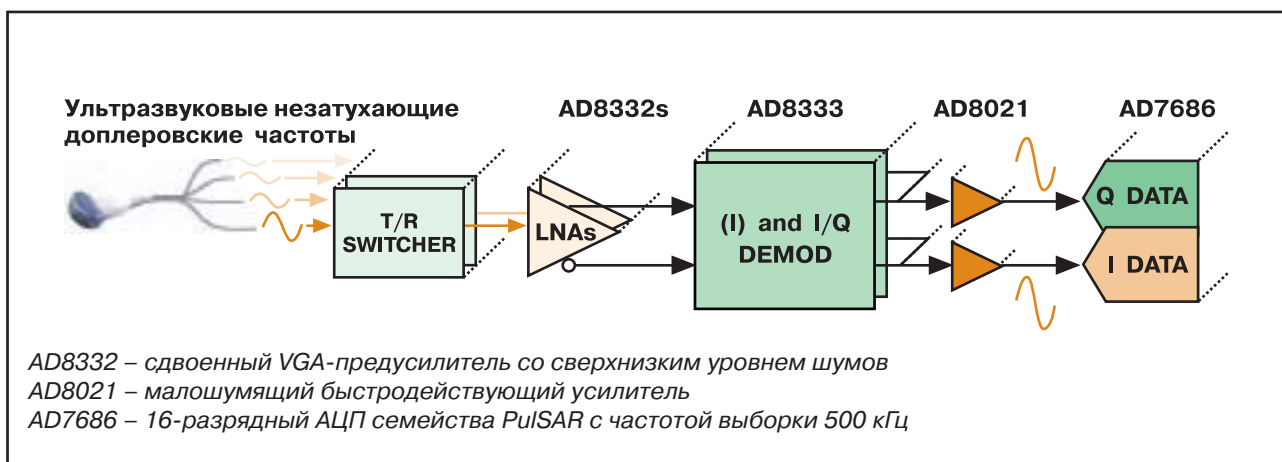 Ультразвуковые незатухающие
доплеровские частоты
AD8332s
AD8333
AD8021
AD7686
T/R
SWITCHER
LNAs
(I) and I/Q
DEMOD
Q DATA
I DATA
AD8332 – сдвоенный VGA-предусилитель со сверхнизким уровнем шумов
AD8021 – малошумящий быстродействующий усилитель
AD7686 – 16-разрядный АЦП семейства PulSAR с частотой выборки 500 кГц